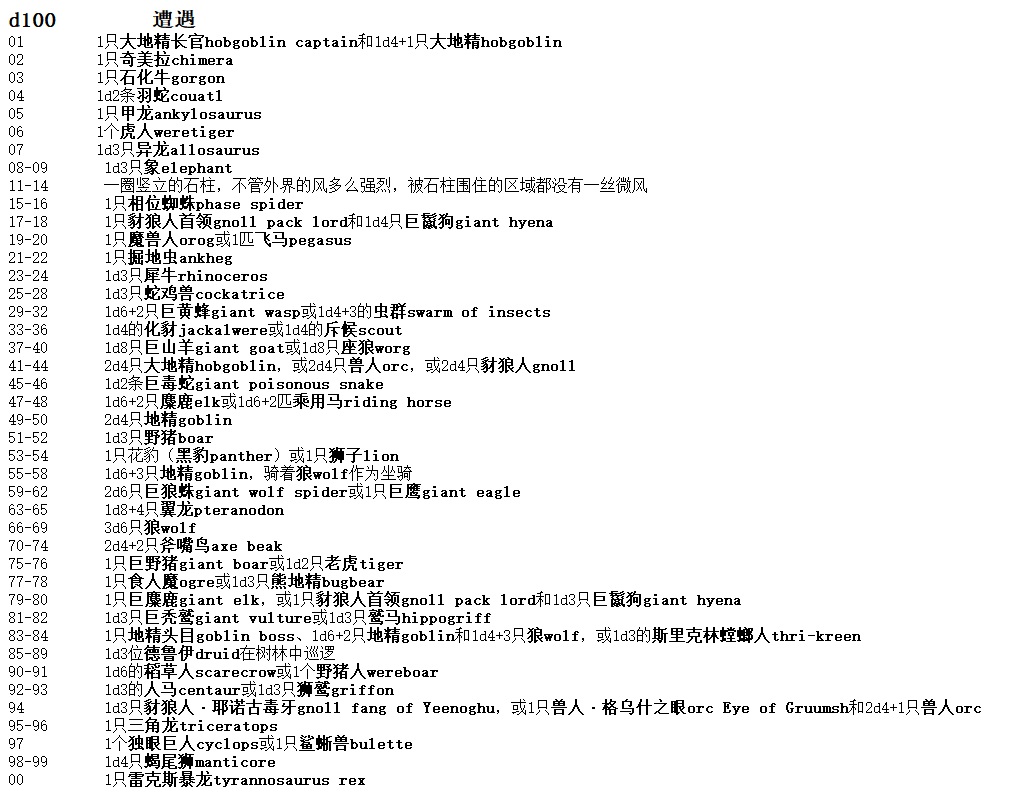 d100 遭遇
01 1只大地精长官hobgoblin captain和1d4+1只大地精hobgoblin
02 1只奇美拉chimera
03 1只石化牛gorgon
04 1d2条羽蛇couatl
05 1只甲龙ankylosaurus
06 1个虎人weretiger
07 1d3只异龙allosaurus
08-09 1d3只象elephant
11-14 一圈竖立的石柱，不管外界的风多么强烈，被石柱围住的区域都没有一丝微风
15-16 1只相位蜘蛛phase spider
17-18 1只豺狼人首领gnoll pack lord和1d4只巨鬣狗giant hyena
19-20 1只魔兽人orog或1匹飞马pegasus
21-22 1只掘地虫ankheg
23-24 1d3只犀牛rhinoceros
25-28 1d3只蛇鸡兽cockatrice
29-32 1d6+2只巨黄蜂giant wasp或1d4+3的虫群swarm of insects
33-36 1d4的化豺jackalwere或1d4的斥候scout
37-40 1d8只巨山羊giant goat或1d8只座狼worg
41-44 2d4只大地精hobgoblin，或2d4只兽人orc，或2d4只豺狼人gnoll
45-46 1d2条巨毒蛇giant poisonous snake
47-48 1d6+2只麋鹿elk或1d6+2匹乘用马riding horse
49-50 2d4只地精goblin
51-52 1d3只野猪boar
53-54 1只花豹（黑豹panther）或1只狮子lion
55-58 1d6+3只地精goblin，骑着狼wolf作为坐骑
59-62 2d6只巨狼蛛giant wolf spider或1只巨鹰giant eagle
63-65 1d8+4只翼龙pteranodon
66-69 3d6只狼wolf
70-74 2d4+2只斧嘴鸟axe beak
75-76 1只巨野猪giant boar或1d2只老虎tiger
77-78 1只食人魔ogre或1d3只熊地精bugbear
79-80 1只巨麋鹿giant elk，或1只豺狼人首领gnoll pack lord和1d3只巨鬣狗giant hyena
81-82 1d3只巨秃鹫giant vulture或1d3只鹫马hippogriff
83-84 1只地精头目goblin boss、1d6+2只地精goblin和1d4+3只狼wolf，或1d3的斯里克林螳螂人thri-kreen
85-89 1d3位德鲁伊druid在树林中巡逻
90-91 1d6的稻草人scarecrow或1个野猪人wereboar
92-93 1d3的人马centaur或1d3只狮鹫griffon
94 1d3只豺狼人·耶诺古毒牙gnoll fang of Yeenoghu，或1只兽人·格乌什之眼orc Eye of Gruumsh和2d4+1只兽人orc
95-96 1只三角龙triceratops
97 1个独眼巨人cyclops或1只鲨蜥兽bulette
98-99 1d4只蝎尾狮manticore
00 1只雷克斯暴龙tyrannosaurus rex